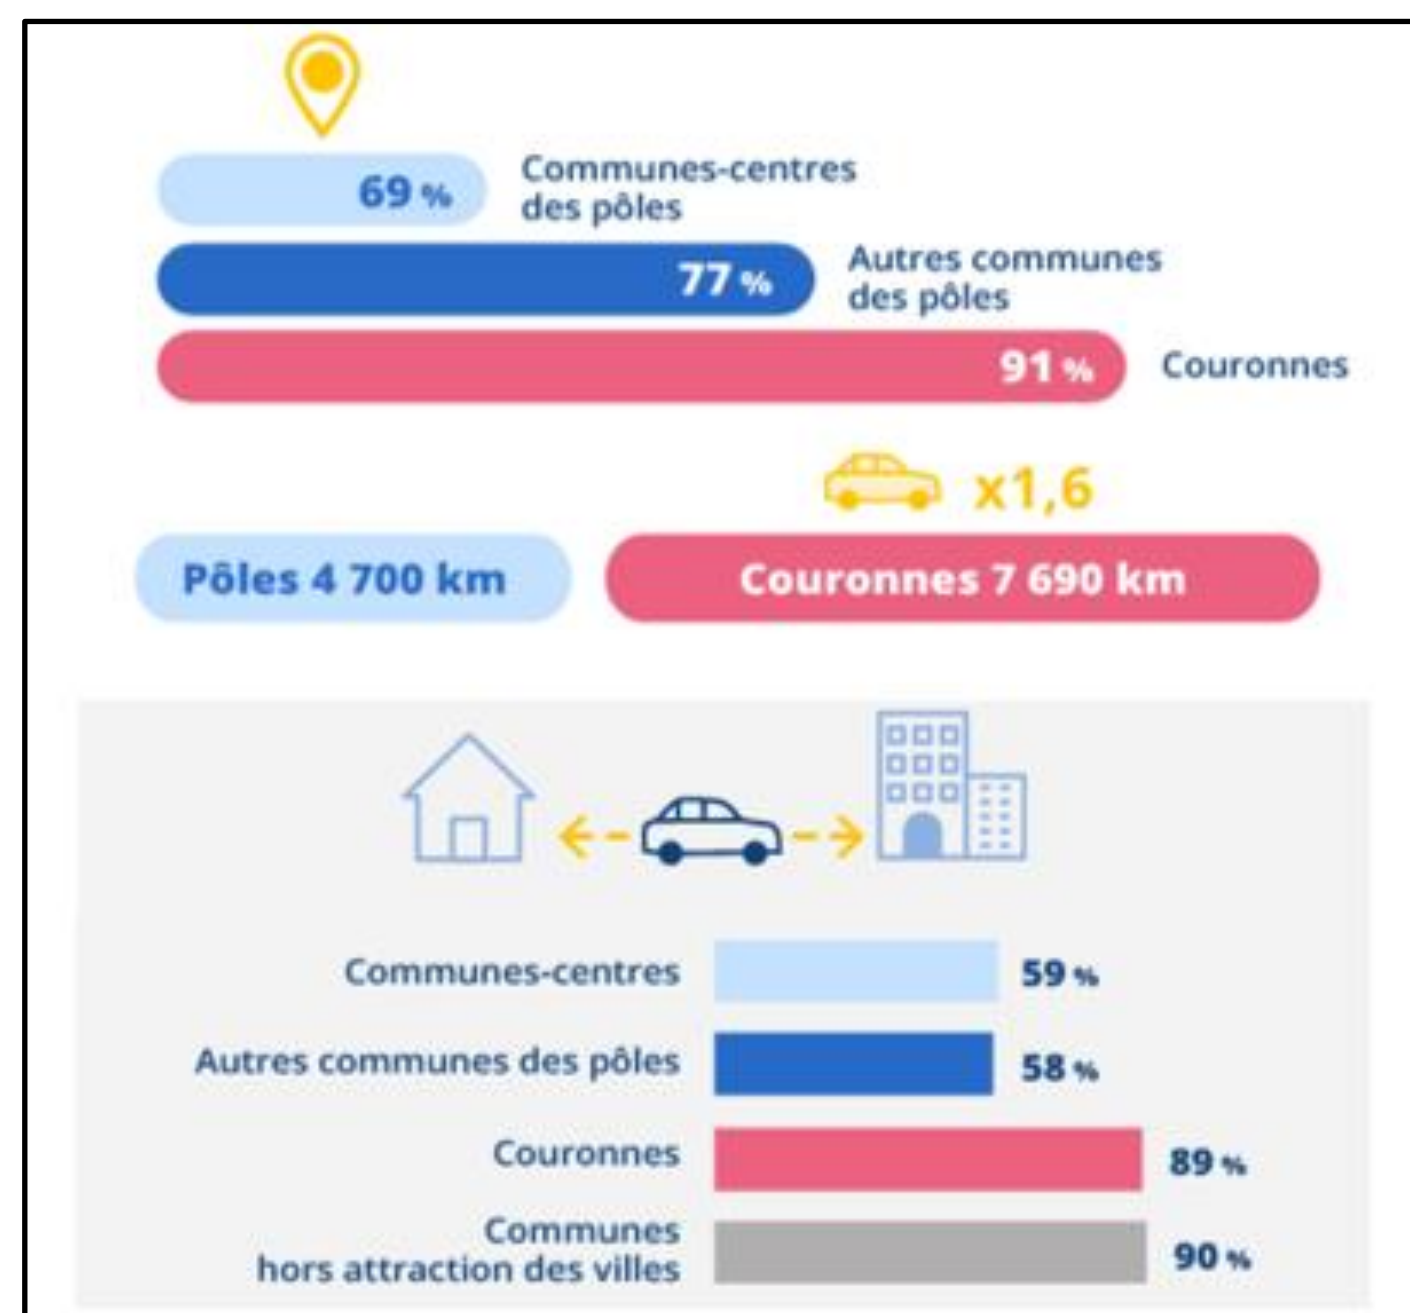 69 %
Communes-centres
des pôles
77 %
Autres communes
des pôles
91 %
Couronnes
x1,6
Pôles 4 700 km
Couronnes 7 690 km
Communes-centres
59 %
Autres communes des pôles
58 %
Couronnes
89 %
Communes
hors attraction des villes
90 %